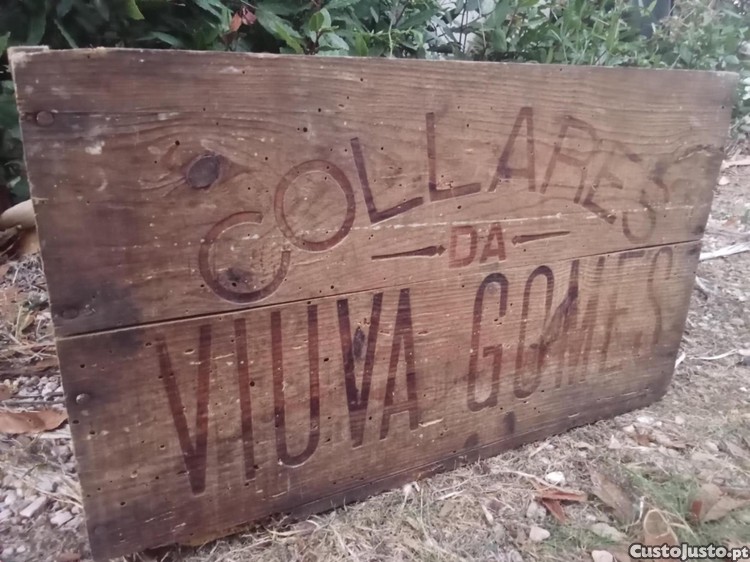 COLLARES
DA
VIUVA GOMES
CustoJusto.pt